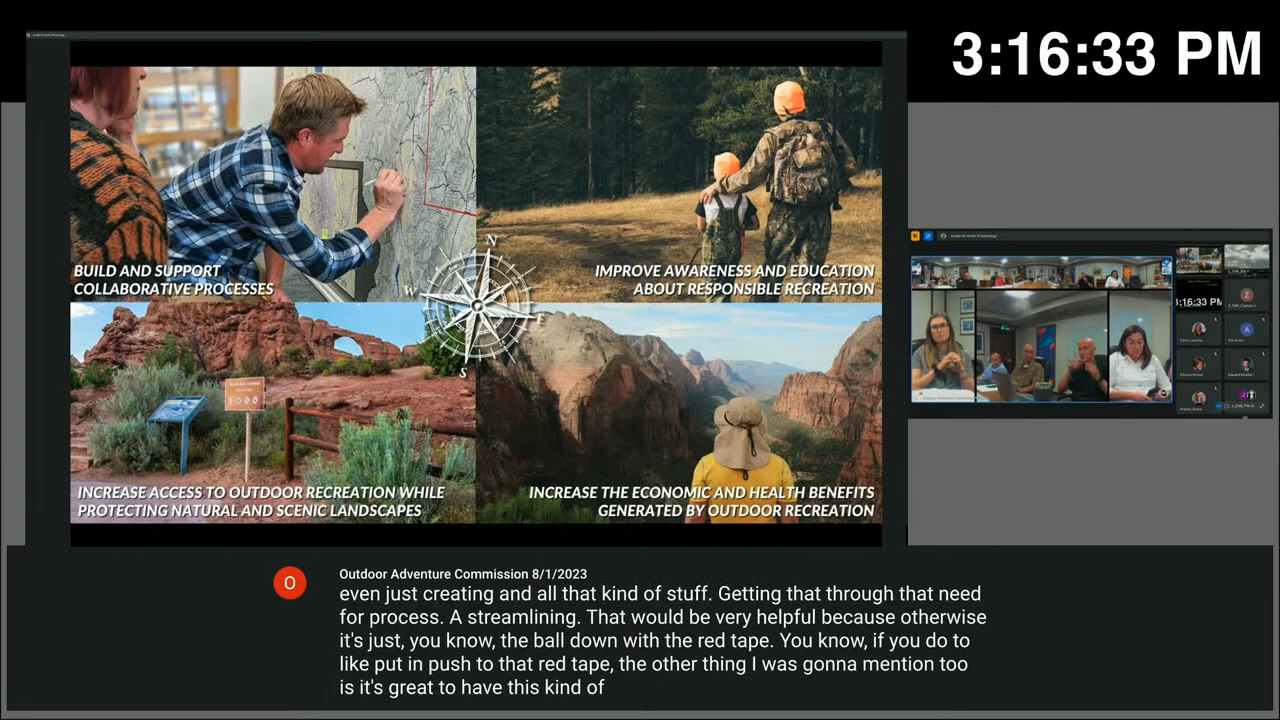 3:16:33 PM
BUILD AND SUPPORT
COLLABORATIVE PROCESSES
IMPROVE AWARENESS AND EDUCATION
ABOUT RESPONSIBLE RECREATION
N
W
E
S
INCREASE ACCESS TO OUTDOOR RECREATION WHILE
PROTECTING NATURAL AND SCENIC LANDSCAPES
INCREASE THE ECONOMIC AND HEALTH BENEFITS
GENERATED BY OUTDOOR RECREATION
:16:33 PM
O
Outdoor Adventure Commission 8/1/2023
even just creating and all that kind of stuff. Getting that through that need
for process. A streamlining. That would be very helpful because otherwise
it's just, you know, the ball down with the red tape. You know, if you do to
like put in push to that red tape, the other thing I was gonna mention too
is it's great to have this kind of